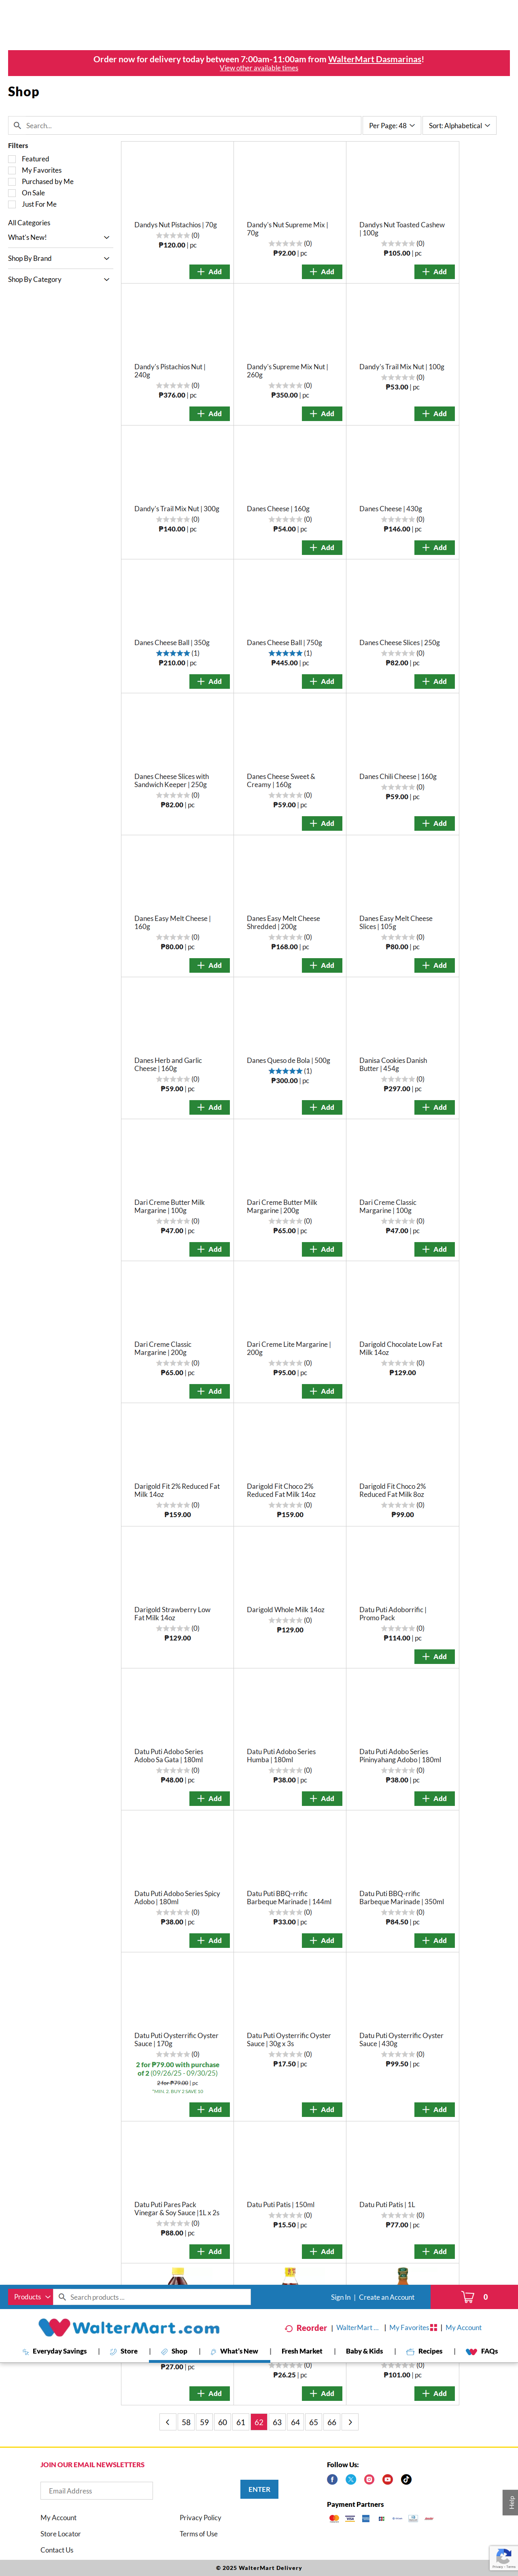 Order now for delivery today between 7:00am-11:00am from WalterMart Dasmarinas!
View other available times
Shop
Search...
Per Page: 48
Sort: Alphabetical
Filters
Featured
My Favorites
Purchased by Me
On Sale
Just For Me
All Categories
What's New!
Shop By Brand
Shop By Category
Dandys Nut Pistachios | 70g
(0)
₱120.00 | pc
Add
Dandy's Nut Supreme Mix |
70g
(0)
₱92.00 | pc
Add
Dandys Nut Toasted Cashew
| 100g
(0)
₱105.00 | pc
Add
Dandy's Pistachios Nut |
240g
(0)
₱376.00 | pc
Add
Dandy's Supreme Mix Nut |
260g
(0)
₱350.00 | pc
Add
Dandy's Trail Mix Nut | 100g
(0)
₱53.00 | pc
Add
Dandy's Trail Mix Nut | 300g
(0)
₱140.00 | pc
Danes Cheese | 160g
(0)
₱54.00 | pc
Add
Danes Cheese | 430g
(0)
₱146.00 | pc
Add
Danes Cheese Ball | 350g
(1)
₱210.00 | pc
Add
Danes Cheese Ball | 750g
(1)
₱445.00 | pc
Add
Danes Cheese Slices | 250g
(0)
₱82.00 | pc
Add
Danes Cheese Slices with
Sandwich Keeper | 250g
(0)
₱82.00 | pc
Danes Cheese Sweet &
Creamy | 160g
(0)
₱59.00 | pc
Add
Danes Chili Cheese | 160g
(0)
₱59.00 | pc
Add
Danes Easy Melt Cheese |
160g
(0)
₱80.00 | pc
Add
Danes Easy Melt Cheese
Shredded | 200g
(0)
₱168.00 | pc
Add
Danes Easy Melt Cheese
Slices | 105g
(0)
₱80.00 | pc
Add
Danes Herb and Garlic
Cheese | 160g
(0)
₱59.00 | pc
Add
Danes Queso de Bola | 500g
(1)
₱300.00 | pc
Add
Danisa Cookies Danish
Butter | 454g
(0)
₱297.00 | pc
Add
Dari Creme Butter Milk
Margarine | 100g
(0)
₱47.00 | pc
Add
Dari Creme Butter Milk
Margarine | 200g
(0)
₱65.00 | pc
Add
Dari Creme Classic
Margarine | 100g
(0)
₱47.00 | pc
Add
Dari Creme Classic
Margarine | 200g
(0)
₱65.00 | pc
Add
Dari Creme Lite Margarine |
200g
(0)
₱95.00 | pc
Add
Darigold Chocolate Low Fat
Milk 14oz
(0)
₱129.00
Darigold Fit 2% Reduced Fat
Milk 14oz
(0)
₱159.00
Darigold Fit Choco 2%
Reduced Fat Milk 14oz
(0)
₱159.00
Darigold Fit Choco 2%
Reduced Fat Milk 8oz
(0)
₱99.00
Darigold Strawberry Low
Fat Milk 14oz
(0)
₱129.00
Darigold Whole Milk 14oz
(0)
₱129.00
Datu Puti Adoborrific |
Promo Pack
(0)
₱114.00 | pc
Add
Datu Puti Adobo Series
Adobo Sa Gata | 180ml
(0)
₱48.00 | pc
Add
Datu Puti Adobo Series
Humba | 180ml
(0)
₱38.00 | pc
Add
Datu Puti Adobo Series
Pininyahang Adobo | 180ml
(0)
₱38.00 | pc
Add
Datu Puti Adobo Series Spicy
Adobo | 180ml
(0)
₱38.00 | pc
Add
Datu Puti BBQ-rrific
Barbeque Marinade | 144ml
(0)
₱33.00 | pc
Add
Datu Puti BBQ-rrific
Barbeque Marinade | 350ml
(0)
₱84.50 | pc
Add
Datu Puti Oysterrific Oyster
Sauce | 170g
(0)
2 for ₱79.00 with purchase
of 2 (09/26/25 - 09/30/25)
2 for ₱79.00 | pc
*MIN. 2, BUY 2 SAVE 10
Add
Datu Puti Oysterrific Oyster
Sauce | 30g x 3s
(0)
₱17.50 | pc
Add
Datu Puti Oysterrific Oyster
Sauce | 430g
(0)
₱99.50 | pc
Add
Datu Puti Pares Pack
Vinegar & Soy Sauce |1L x 2s
(0)
₱88.00 | pc
Add
Datu Puti Patis | 150ml
(0)
₱15.50 | pc
Add
Datu Puti Patis | 1L
(0)
₱77.00 | pc
Add
Products
Search products ...
Sign In | Create an Account
0
WalterMart.com
Reorder | WalterMart ... | My Favorites | My Account
Everyday Savings | Store | Shop | What's New | Fresh Market | Baby & Kids | Recipes | FAQs
₱27.00 | pc
Add
(0)
₱26.25 | pc
Add
(0)
₱101.00 | pc
Add
58 59 60 61 62 63 64 65 66
JOIN OUR EMAIL NEWSLETTERS
Email Address
ENTER
My Account
Privacy Policy
Store Locator
Terms of Use
Contact Us
Follow Us:
Payment Partners
Help
Privacy - Terms
© 2025 WalterMart Delivery